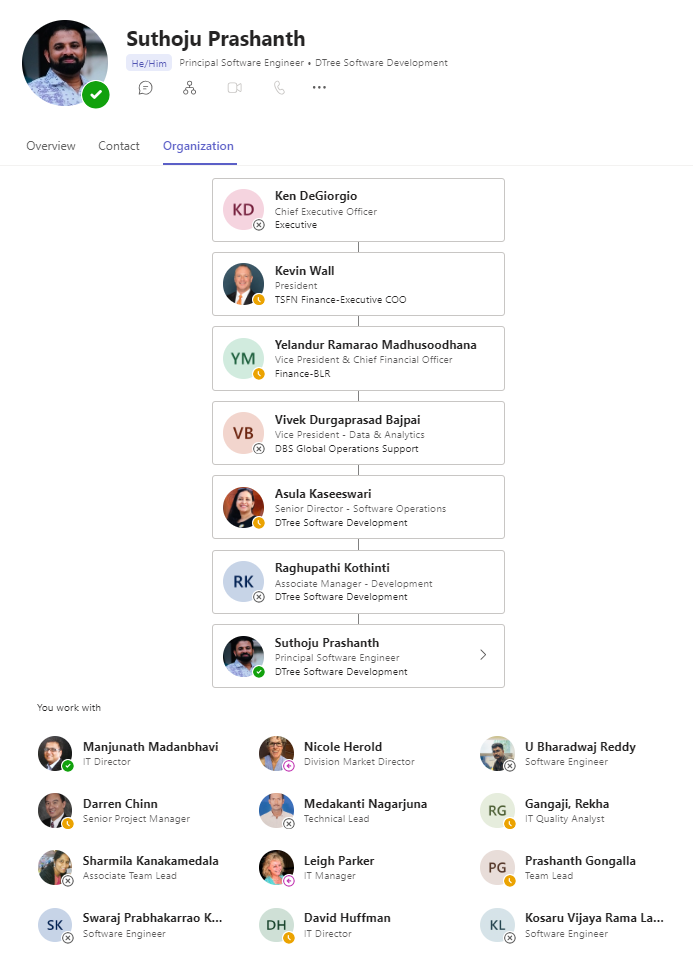 Suthoju Prashanth
He/Him Principal Software Engineer • DTree Software Development
Overview Contact Organization
KD
Ken DeGiorgio
Chief Executive Officer
Executive
Kevin Wall
President
TSFN Finance-Executive COO
YM
Yelandur Ramarao Madhusoodhana
Vice President & Chief Financial Officer
Finance-BLR
VB
Vivek Durgaprasad Bajpai
Vice President - Data & Analytics
DBS Global Operations Support
Asula Kaseeswari
Senior Director - Software Operations
DTree Software Development
RK
Raghupathi Kothinti
Associate Manager - Development
DTree Software Development
Suthoju Prashanth
Principal Software Engineer
DTree Software Development
You work with
Manjunath Madanbhavi
IT Director
Nicole Herold
Division Market Director
U Bharadwaj Reddy
Software Engineer
Darren Chinn
Senior Project Manager
Medakanti Nagarjuna
Technical Lead
RG
Gangaji, Rekha
IT Quality Analyst
Sharmila Kanakamedala
Associate Team Lead
Leigh Parker
IT Manager
PG
Prashanth Gongalla
Team Lead
SK
Swaraj Prabhakarrao K...
Software Engineer
DH
David Huffman
IT Director
KL
Kosaru Vijaya Rama La...
Software Engineer